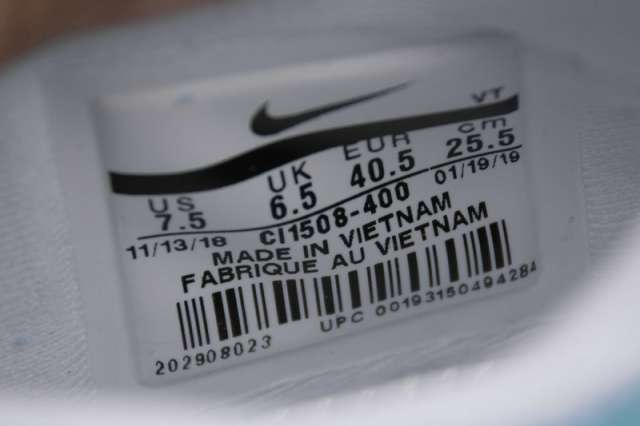 VT
US UK EUR cm
7.5 6.5 40.5 25.5
11/13/18 CI1508-400 01/19/19
MADE IN VIETNAM
FABRIQUE AU VIETNAM
202908023 UPC 00193150494284